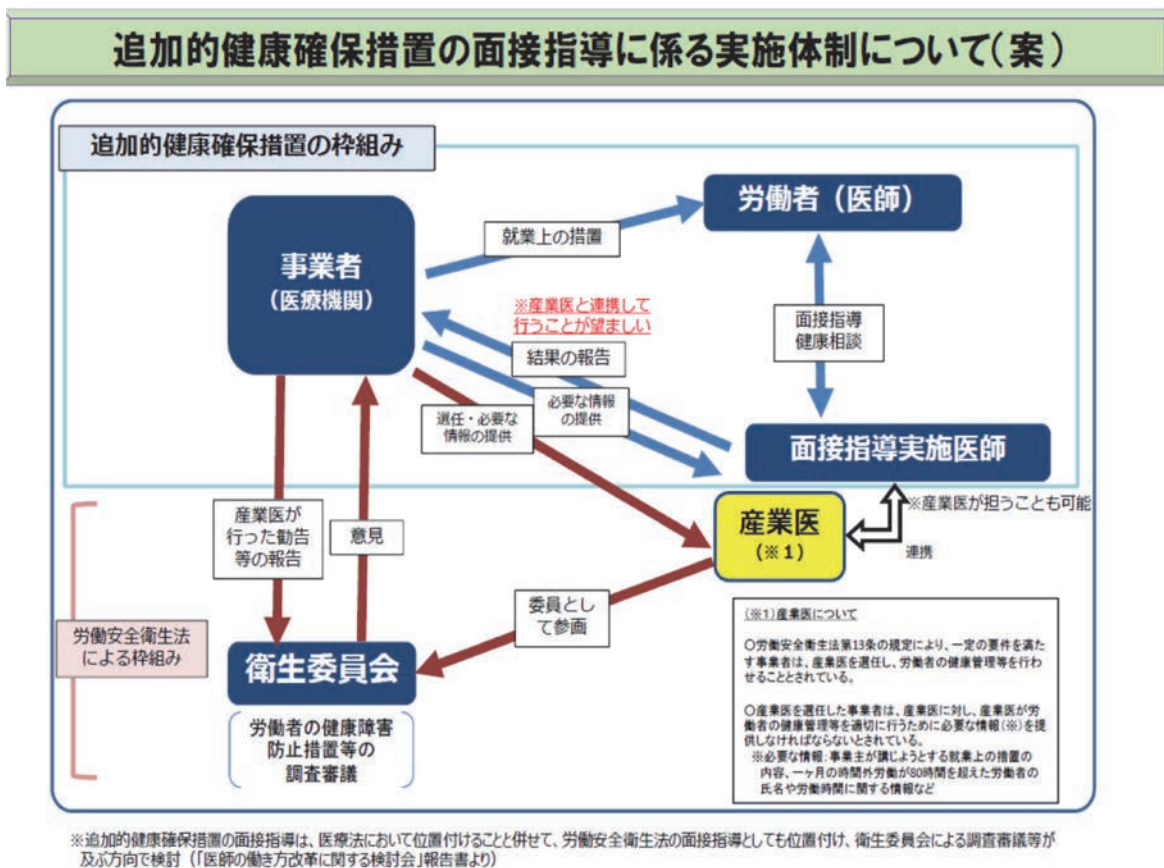 追加的健康確保措置の面接指導に係る実施体制について(案)
追加的健康確保措置の枠組み
労働者（医師）
事業者
（医療機関）
就業上の措置
※産業医と連携して
行うことが望ましい
結果の報告
面接指導
健康相談
選任・必要な
情報の提供
必要な情報
の提供
面接指導実施医師
※産業医が担うことも可能
産業医
（※１）
連携
産業医が
行った勧告
等の報告
意見
委員とし
て参画
労働安全衛生法
による枠組み
衛生委員会
労働者の健康障害
防止措置等の
調査審議
(※1)産業医について
○労働安全衛生法第13条の規定により、一定の要件を満た
す事業者は、産業医を選任し、労働者の健康管理等を行わ
せることとされている。
○産業医を選任した事業者は、産業医に対し、産業医が労
働者の健康管理等を適切に行うために必要な情報(※)を提
供しなければならないとされている。
※必要な情報：事業主が講じようとする就業上の措置の
内容、一ヶ月の時間外労働が80時間を超えた労働者の
氏名や労働時間に関する情報など
※追加的健康確保措置の面接指導は、医療法において位置付けることと併せて、労働安全衛生法の面接指導としても位置付け、衛生委員会による調査審議等が
及ぶ方向で検討（「医師の働き方改革に関する検討会」報告書より）